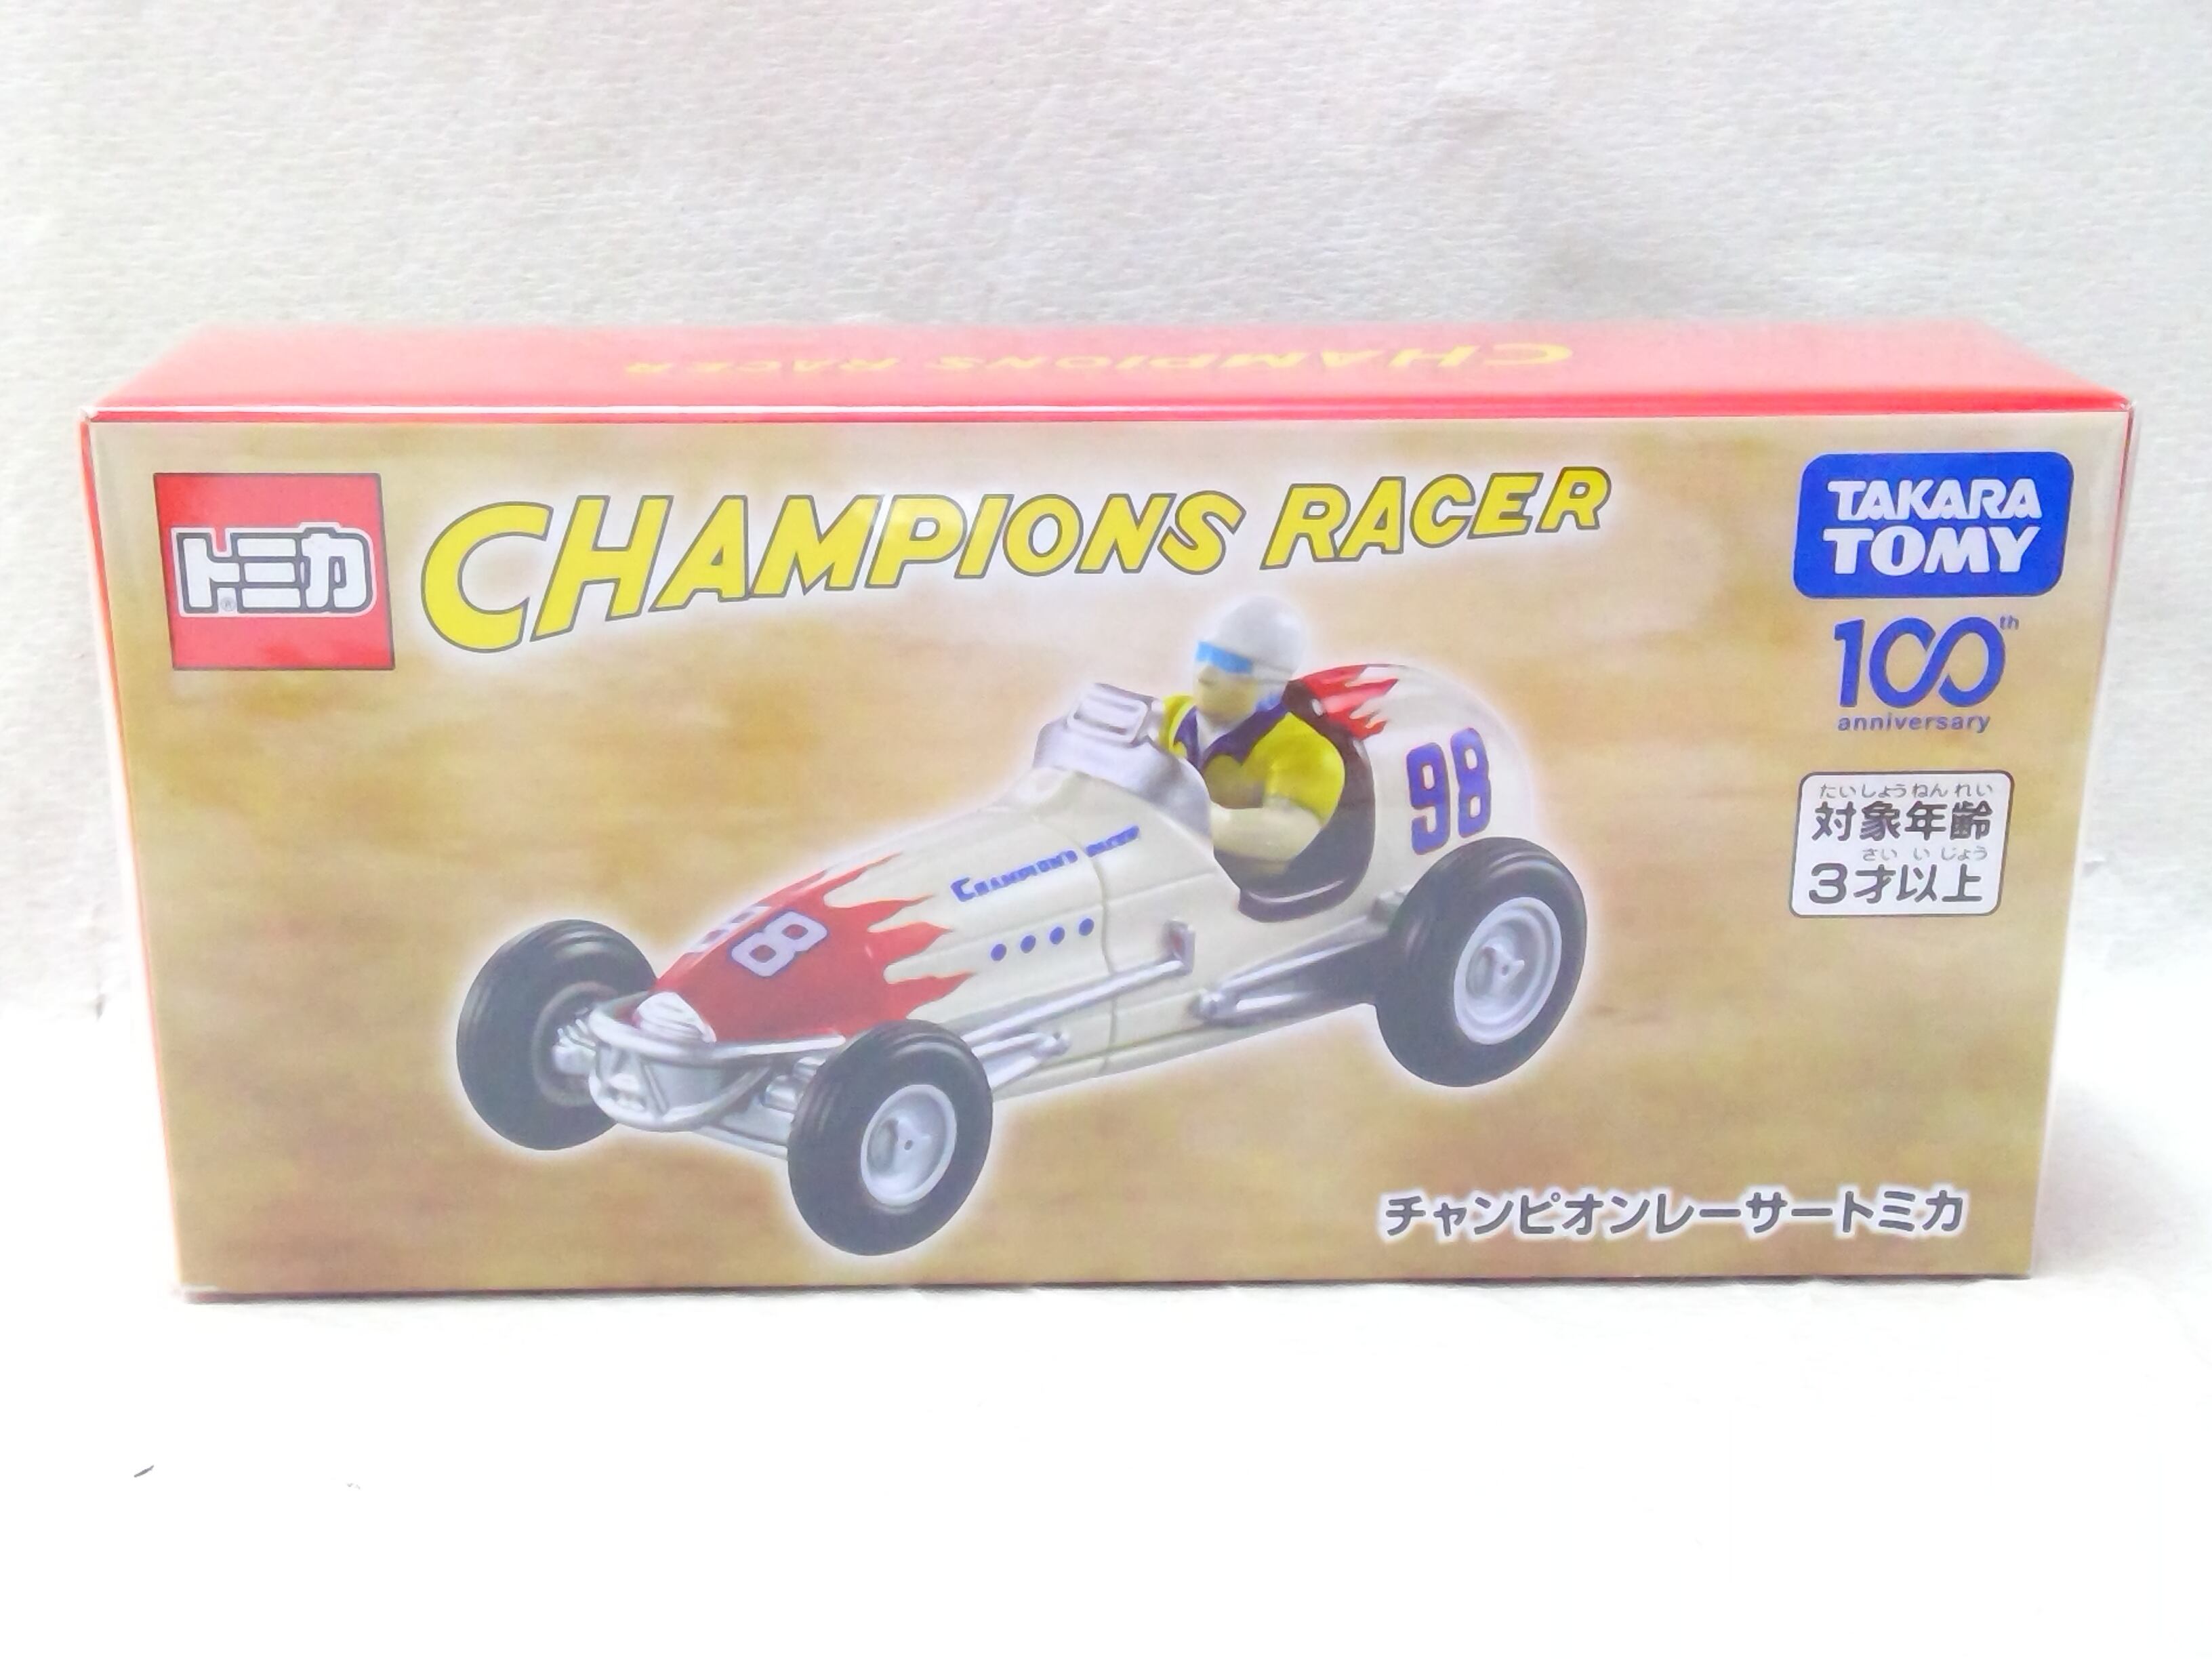 CHAMPIONS RACER
トミカ
CHAMPIONS RACER
TAKARA
TOMY
100th
anniversary
たいしょうねんれい
対象年齢
さいいじょう
3才以上
98
CHAMPION'S RACER
98
チャンピオンレーサートミカ